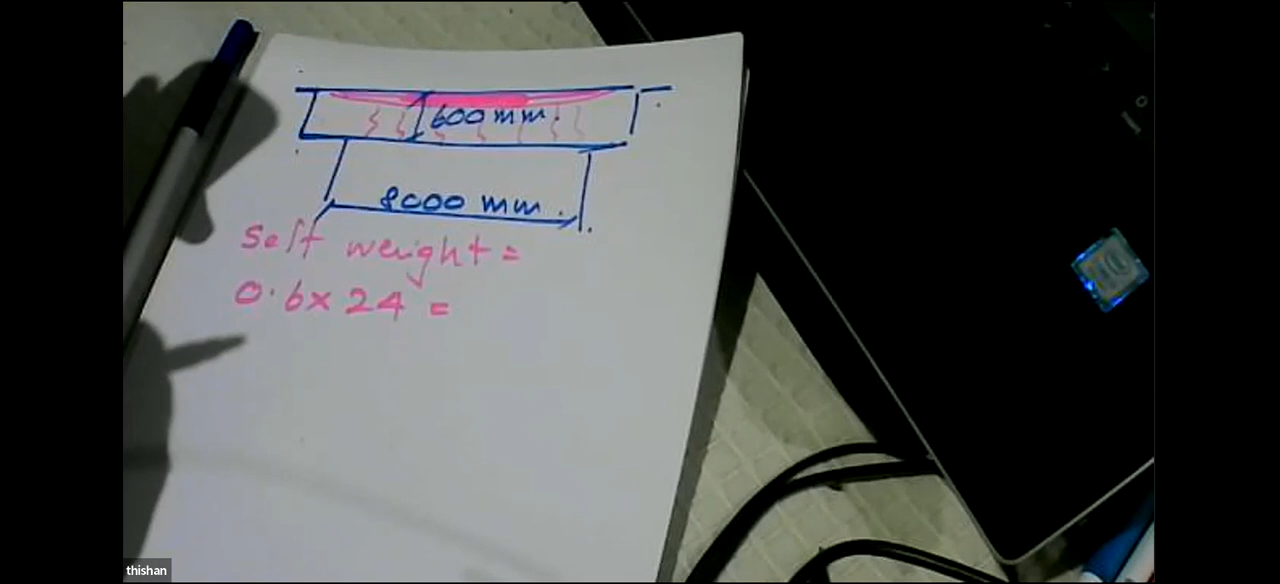 600 mm.
8000 mm.
Self weight =
0.6 x 24 =
thishan